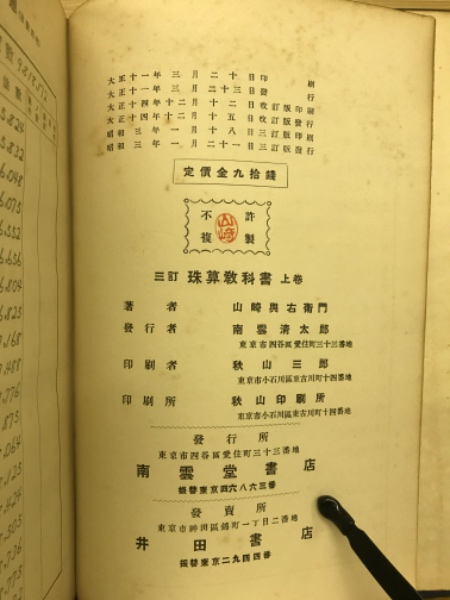 大正十一年三月二十日印刷
大正十一年三月二十三日發行
大正十四年十二月十二日改訂版印刷
大正十四年十二月十五日改訂版發行
昭和三年一月十八日三訂版印刷
昭和三年一月二十一日三訂版發行
定價金九拾錢
不許
複製
山崎
三訂 珠算敎科書 上卷
著者 山崎與右衞門
發行者 南雲淸太郎
東京市四谷區愛住町三十三番地
印刷者 秋山三郎
東京市小石川區東古川町十四番地
印刷所 秋山印刷所
東京市小石川區東古川町十四番地
發行所
東京市四谷區愛住町三十三番地
南雲堂書店
振替東京四六八六三番
發賣所
東京市神田區錦町一丁目二番地
井田書店
振替東京二九四四番